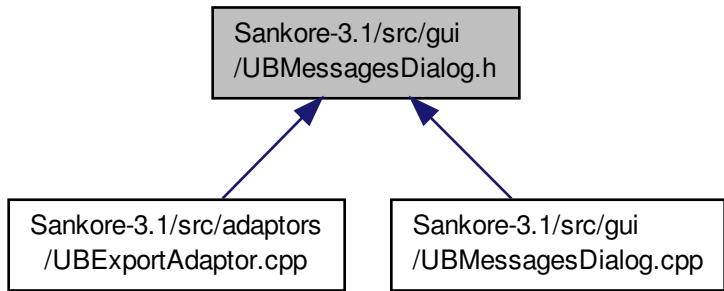 Sankore-3.1/src/gui
/UBMessagesDialog.h
Sankore-3.1/src/adaptors
/UBExportAdaptor.cpp
Sankore-3.1/src/gui
/UBMessagesDialog.cpp